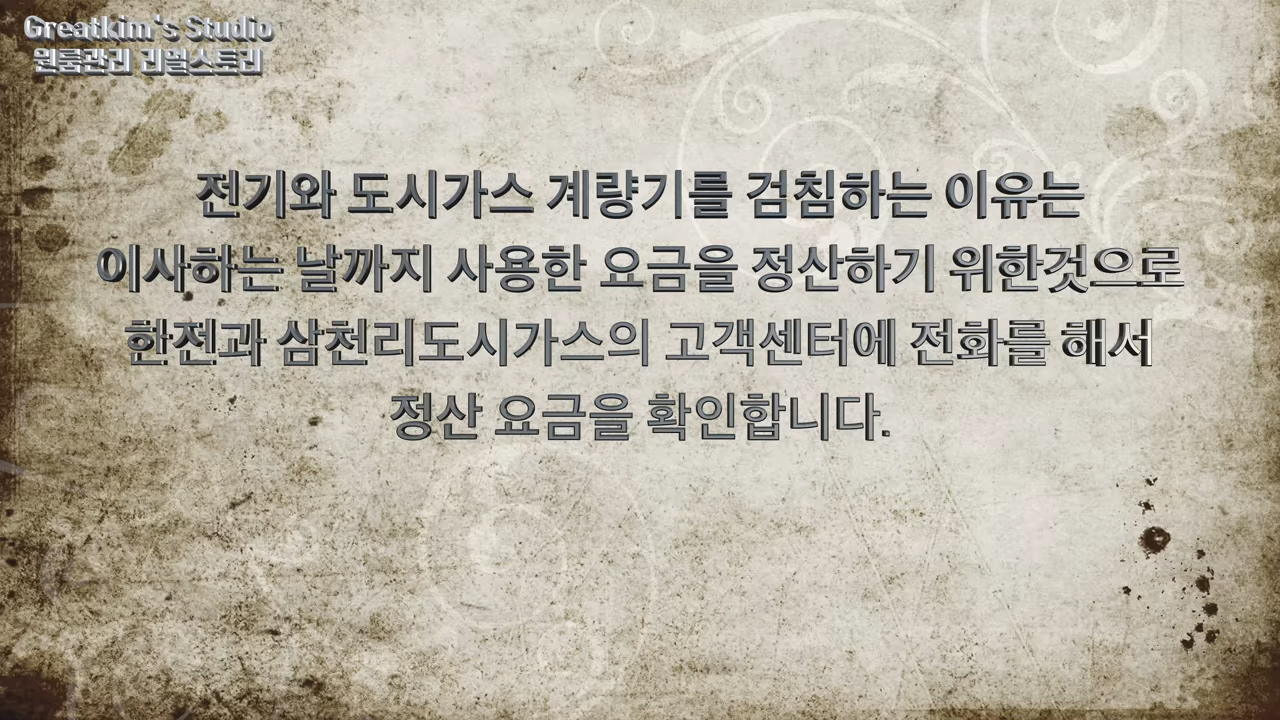 Greatkim's Studio
원룸관리 리얼스토리
전기와 도시가스 계량기를 검침하는 이유는
이사하는 날까지 사용한 요금을 정산하기 위한것으로
한전과 삼천리도시가스의 고객센터에 전화를 해서
정산 요금을 확인합니다.